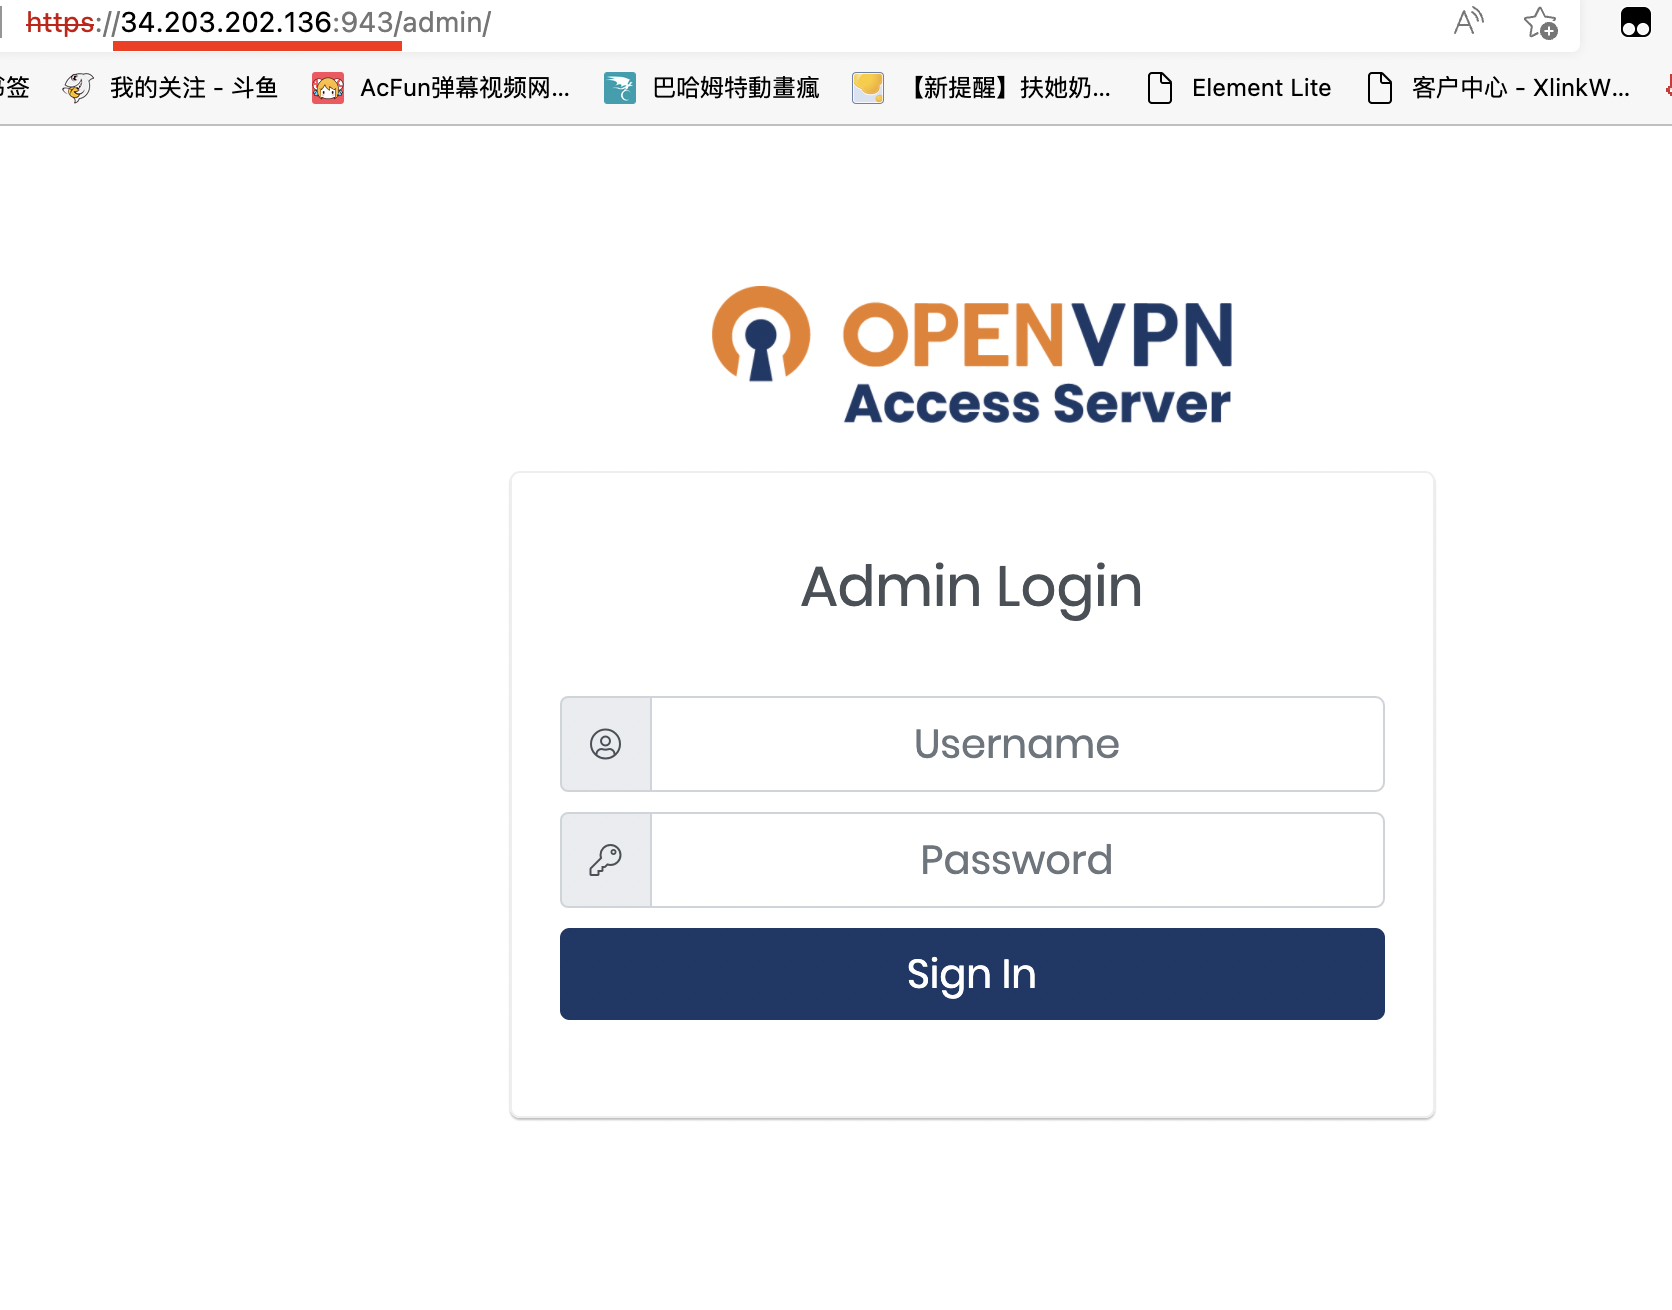 https://34.203.202.136:943/admin/
签 我的关注 - 斗鱼 AcFun弹幕视频网... 巴哈姆特動畫瘋 【新提醒】扶她奶... Element Lite 客户中心 - XlinkW...
OPENVPN
Access Server
Admin Login
Username
Password
Sign In